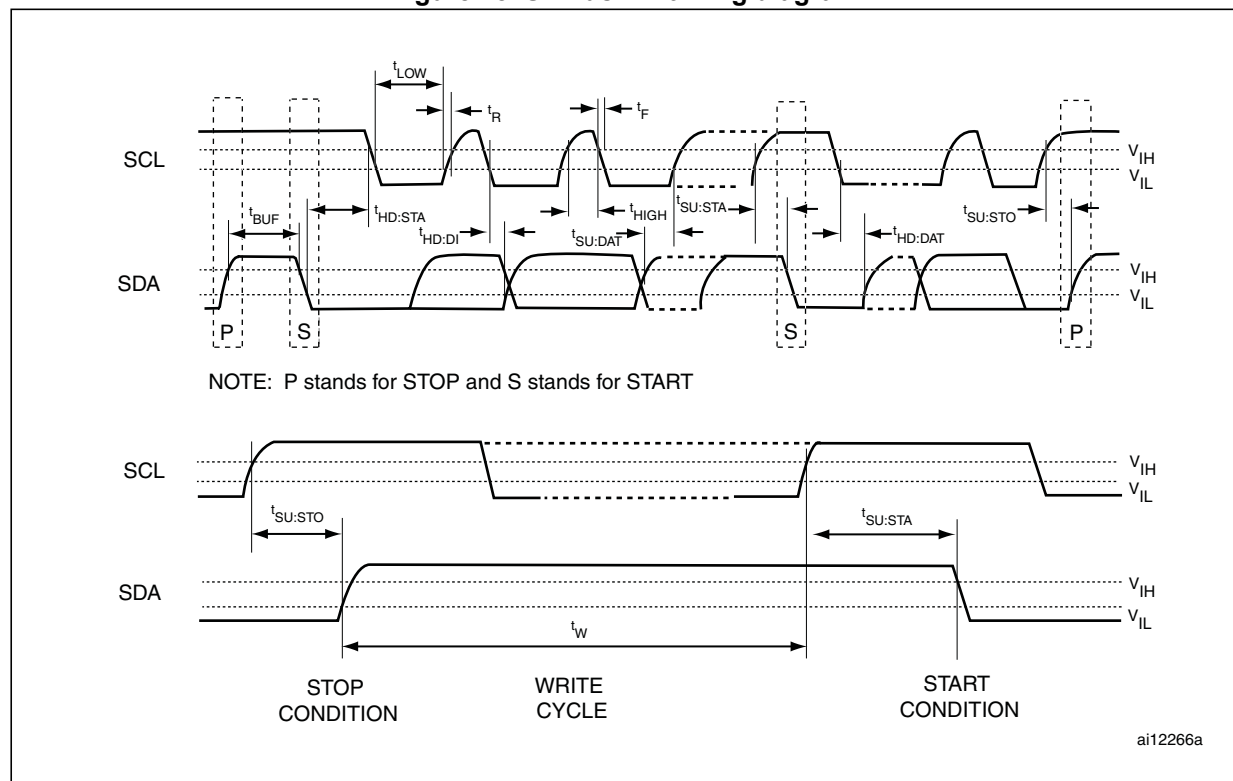 tLOW
tR
tF
SCL
VIH
VIL
tBUF
tHD:STA
tHD:DI
tSU:DAT
tHIGH
tSU:STA
tHD:DAT
tSU:STO
SDA
VIH
VIL
P
S
S
P
NOTE: P stands for STOP and S stands for START
SCL
VIH
VIL
tSU:STO
tSU:STA
SDA
VIH
VIL
tW
STOP
CONDITION
WRITE
CYCLE
START
CONDITION
ai12266a